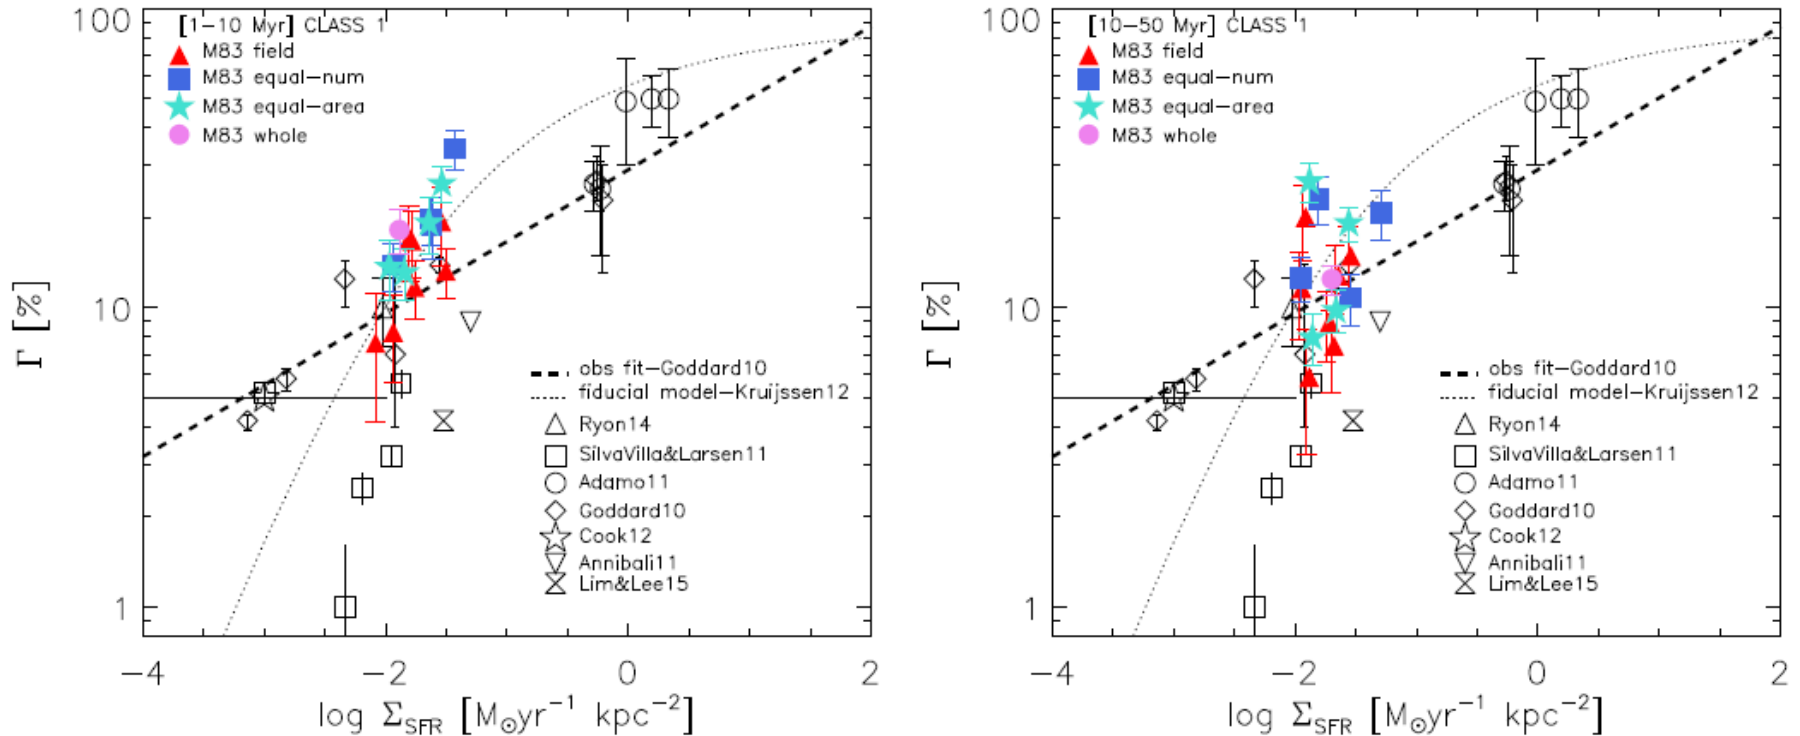 [1−10 Myr] CLASS 1
M83 field
M83 equal−num
M83 equal−area
M83 whole
obs fit−Goddard10
fiducial model−Kruijssen12
Ryon14
SilvaVilla&Larsen11
Adamo11
Goddard10
Cook12
Annibali11
Lim&Lee15
100
10
1
Γ [%]
−4 −2 0 2
log Σ_SFR [M⊙yr⁻¹ kpc⁻²]
[10−50 Myr] CLASS 1
M83 field
M83 equal−num
M83 equal−area
M83 whole
obs fit−Goddard10
fiducial model−Kruijssen12
Ryon14
SilvaVilla&Larsen11
Adamo11
Goddard10
Cook12
Annibali11
Lim&Lee15
100
10
1
Γ [%]
−4 −2 0 2
log Σ_SFR [M⊙yr⁻¹ kpc⁻²]